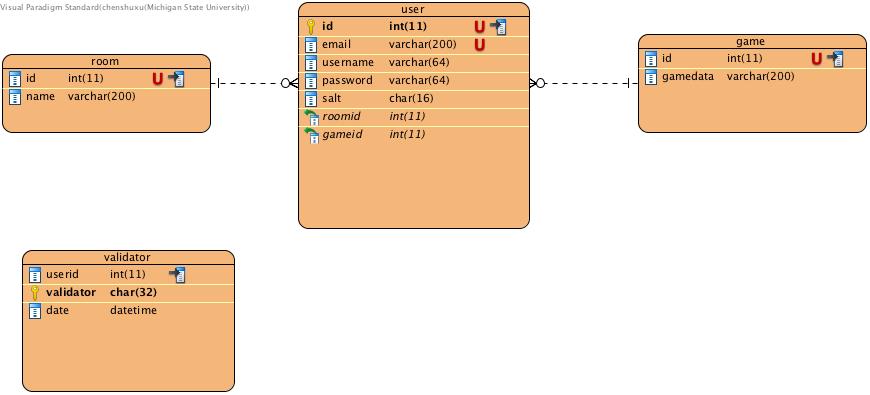 Visual Paradigm Standard(chenshuxu(Michigan State University))
user
id int(11) U
email varchar(200) U
username varchar(64)
password varchar(64)
salt char(16)
roomid int(11)
gameid int(11)
room
id int(11) U
name varchar(200)
game
id int(11) U
gamedata varchar(200)
validator
userid int(11)
validator char(32)
date datetime